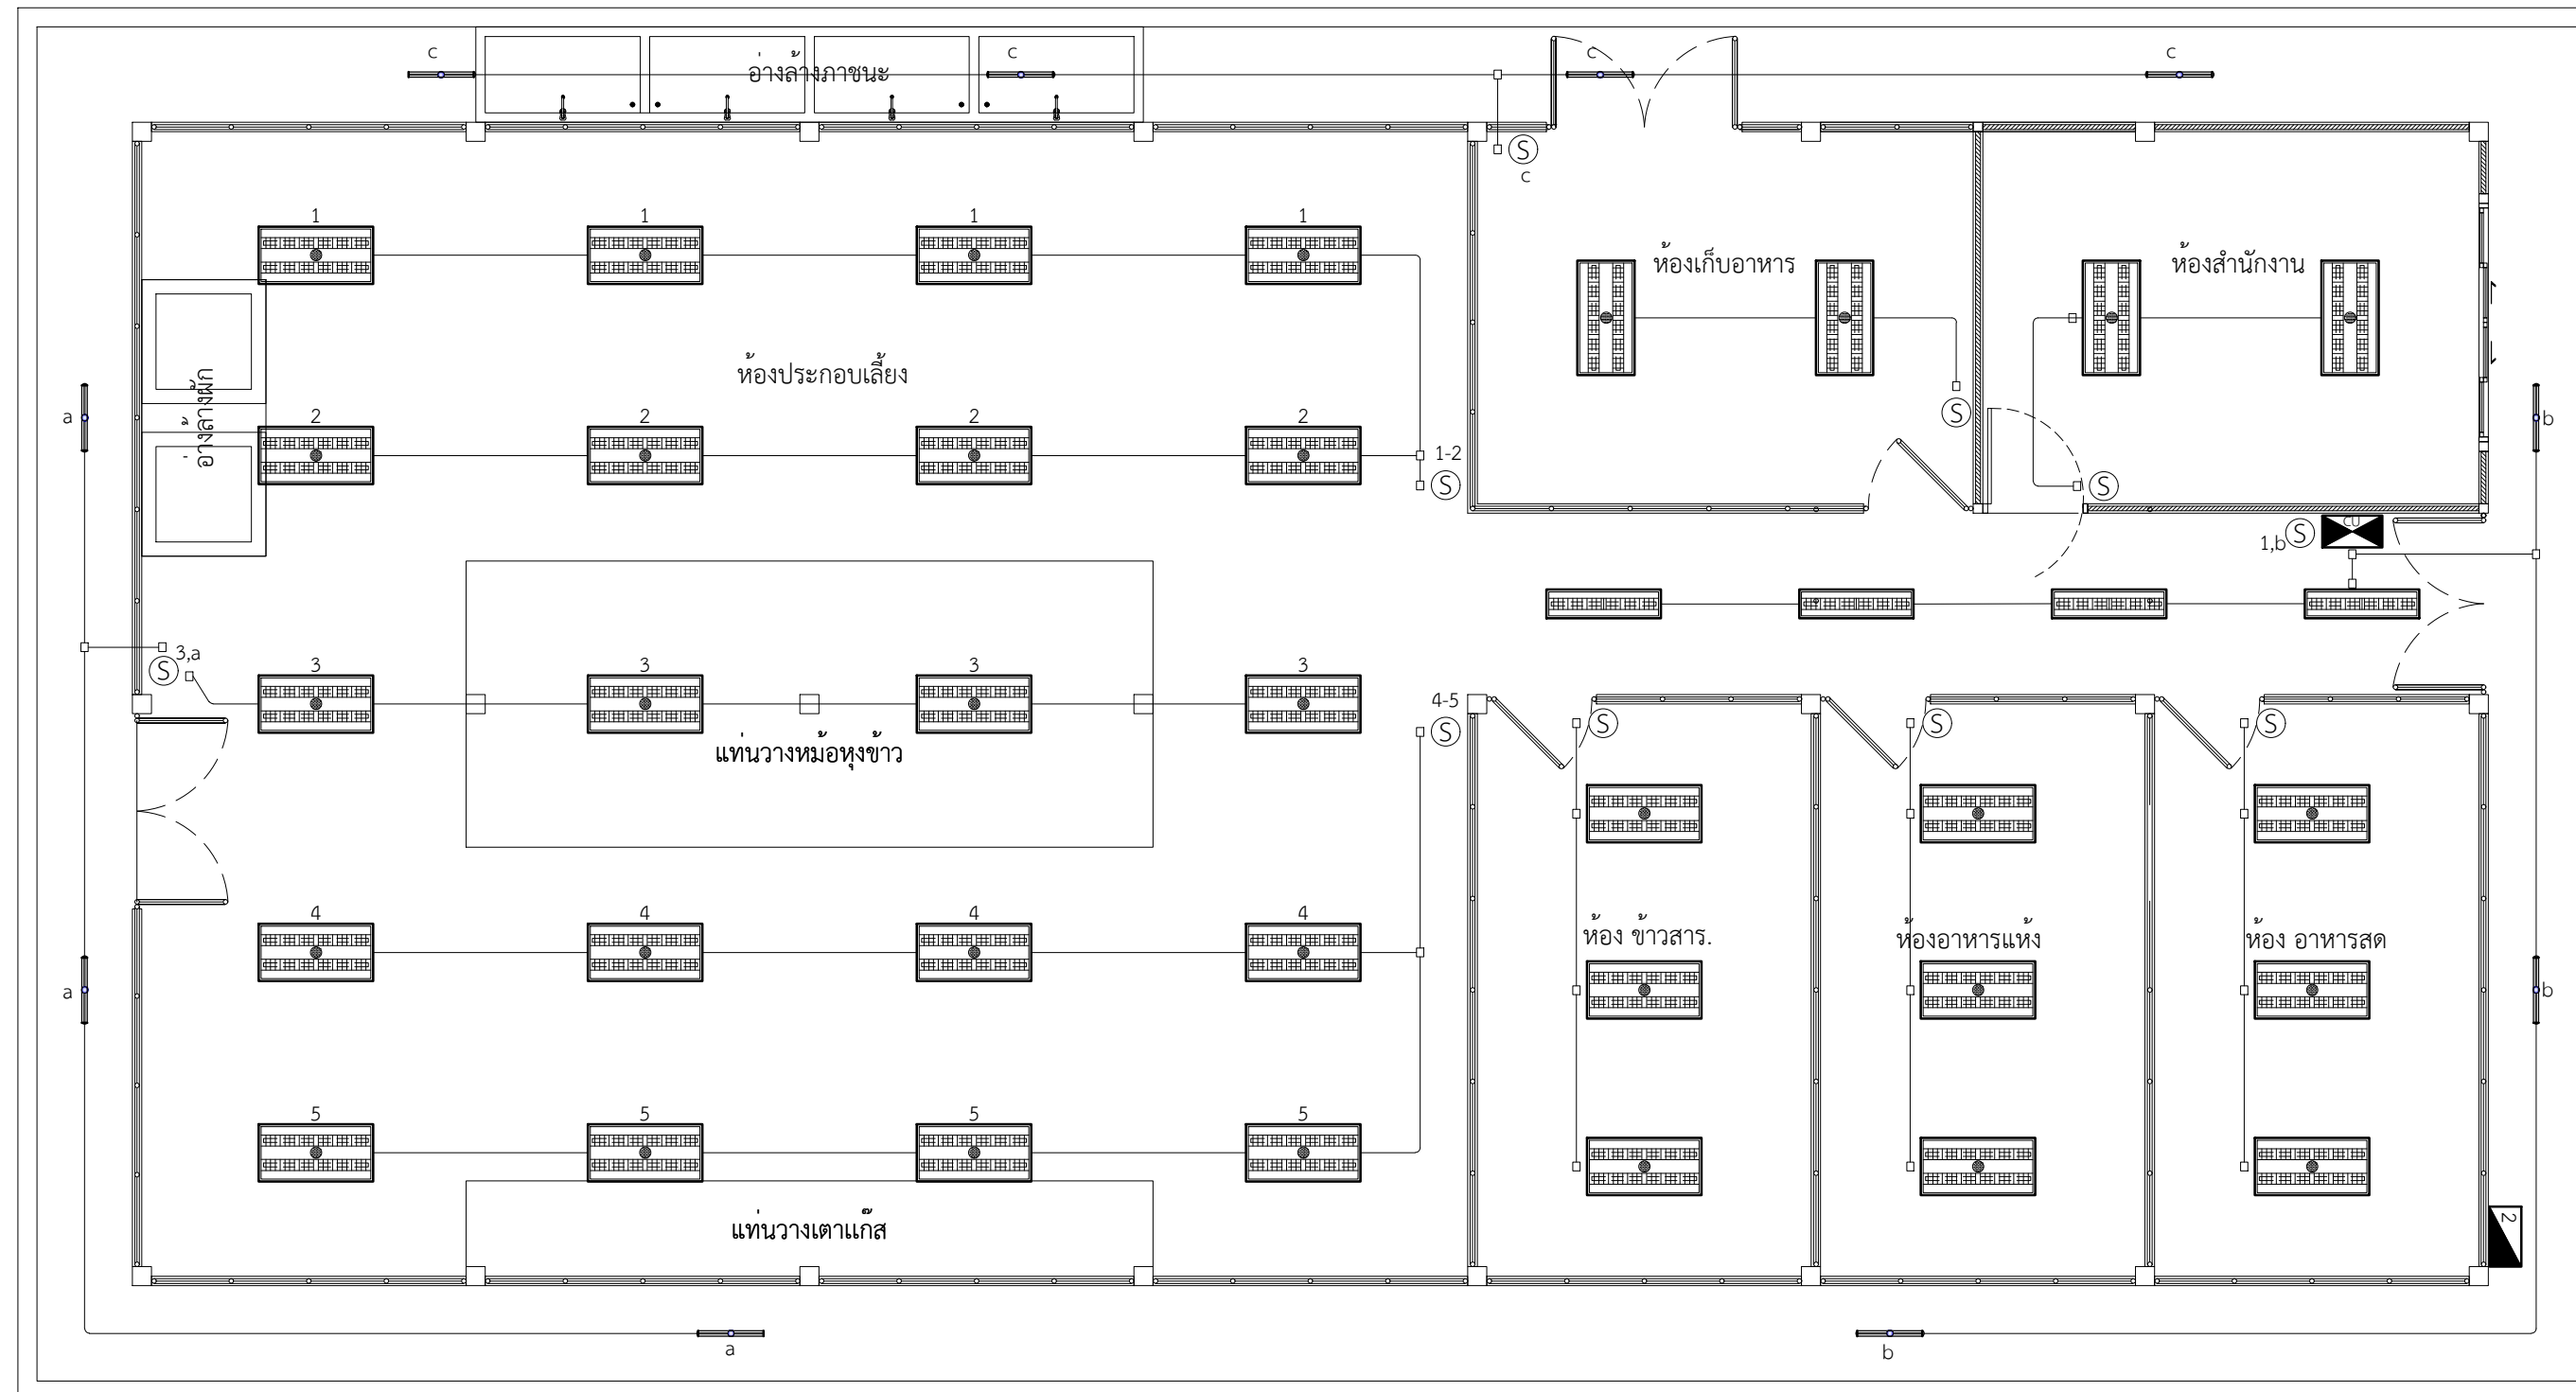 c c c c
อ่างล้างภาชนะ
S
c
1 1 1 1
ห้องเก็บอาหาร
ห้องสำนักงาน
ห้องประกอบเลี้ยง
อ่างล้างผัก
a
2 2 2 2
S
b
1-2
S
S
CU
1,b S
3,a
S
3 3 3 3
4-5
S
S S S
แท่นวางหม้อหุงข้าว
4 4 4 4
ห้อง ข้าวสาร.
ห้องอาหารแห้ง
ห้อง อาหารสด
a
b
5 5 5 5
แท่นวางเตาแก๊ส
2
a
b